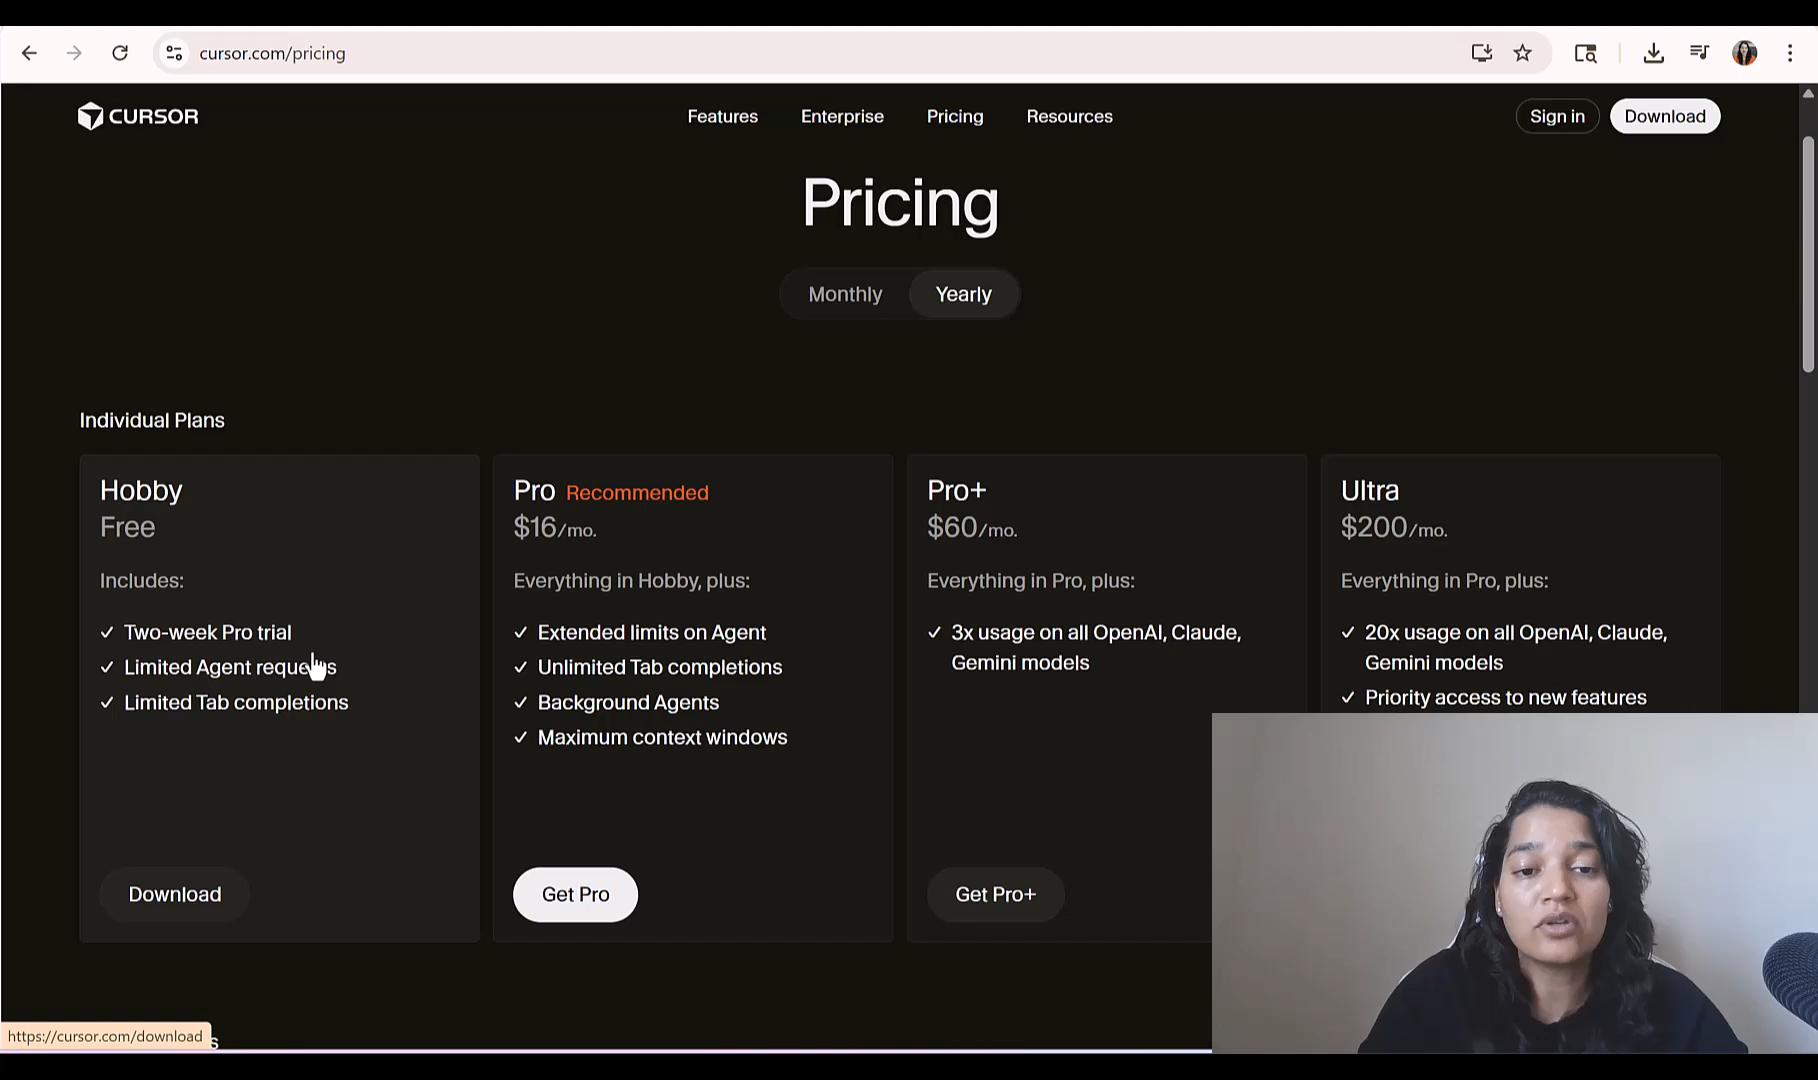 cursor.com/pricing
CURSOR
Features
Enterprise
Pricing
Resources
Sign in
Download
Pricing
Monthly
Yearly
Individual Plans
Hobby
Free
Includes:
✓ Two-week Pro trial
✓ Limited Agent requests
✓ Limited Tab completions
Download
Pro Recommended
$16/mo.
Everything in Hobby, plus:
✓ Extended limits on Agent
✓ Unlimited Tab completions
✓ Background Agents
✓ Maximum context windows
Get Pro
Pro+
$60/mo.
Everything in Pro, plus:
✓ 3x usage on all OpenAI, Claude,
Gemini models
Get Pro+
Ultra
$200/mo.
Everything in Pro, plus:
✓ 20x usage on all OpenAI, Claude,
Gemini models
✓ Priority access to new features
https://cursor.com/download